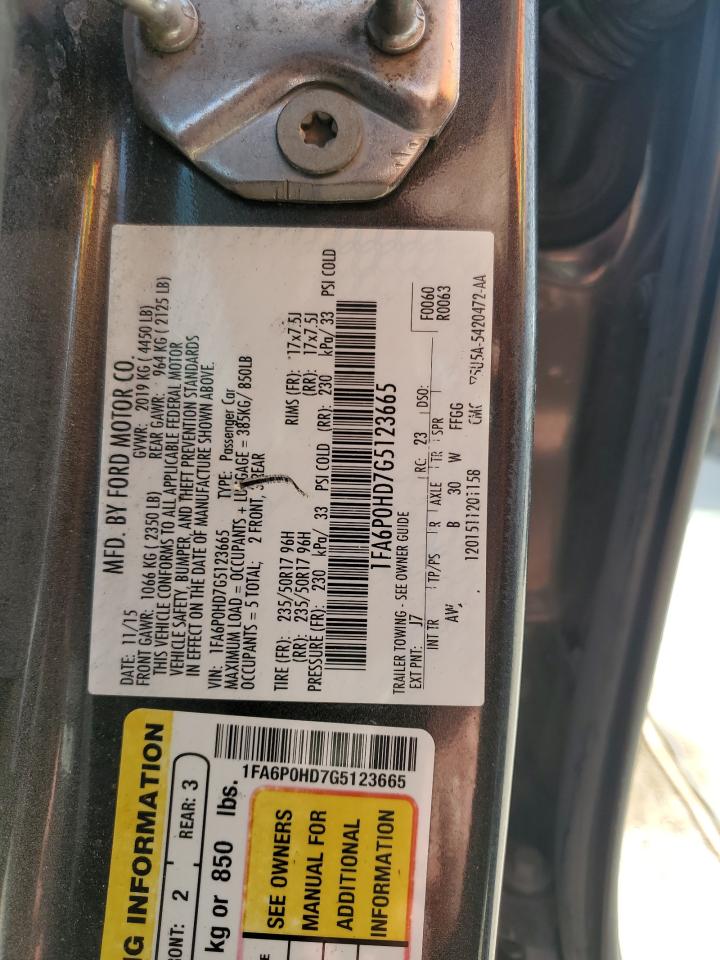 MFD. BY FORD MOTOR CO.
DATE: 11/15 GVWR: 2019 KG ( 4450 LB)
FRONT GAWR: 1066 KG ( 2350 LB) REAR GAWR: 964 KG ( 2125 LB)
THIS VEHICLE CONFORMS TO ALL APPLICABLE FEDERAL MOTOR
VEHICLE SAFETY, BUMPER, AND THEFT PREVENTION STANDARDS
IN EFFECT ON THE DATE OF MANUFACTURE SHOWN ABOVE.
VIN: 1FA6P0HD7G5123665 TYPE: Passenger Car
MAXIMUM LOAD = OCCUPANTS + LUGGAGE = 385KG/ 850LB
OCCUPANTS = 5 TOTAL; 2 FRONT, 3 REAR
TIRE (FR): 235/50R17 96H RIMS (FR): 17x7.5J
(RR): 235/50R17 96H (RR): 17x7.5J
PRESSURE (FR): 230 kPa/ 33 PSI COLD (RR): 230 kPa/ 33 PSI COLD
1FA6P0HD7G5123665
TRAILER TOWING - SEE OWNER GUIDE F0060
EXT PNT: J7 RC: 23 DSO: R0063
INT TR TP/PS R AXLE TR SPR
B 30 W FFGG
1201511201158 5U5A-5420472-AA
NG INFORMATION
FRONT: 2 REAR: 3
kg or 850 lbs.
1FA6P0HD7G5123665
SEE OWNERS
MANUAL FOR
ADDITIONAL
INFORMATION